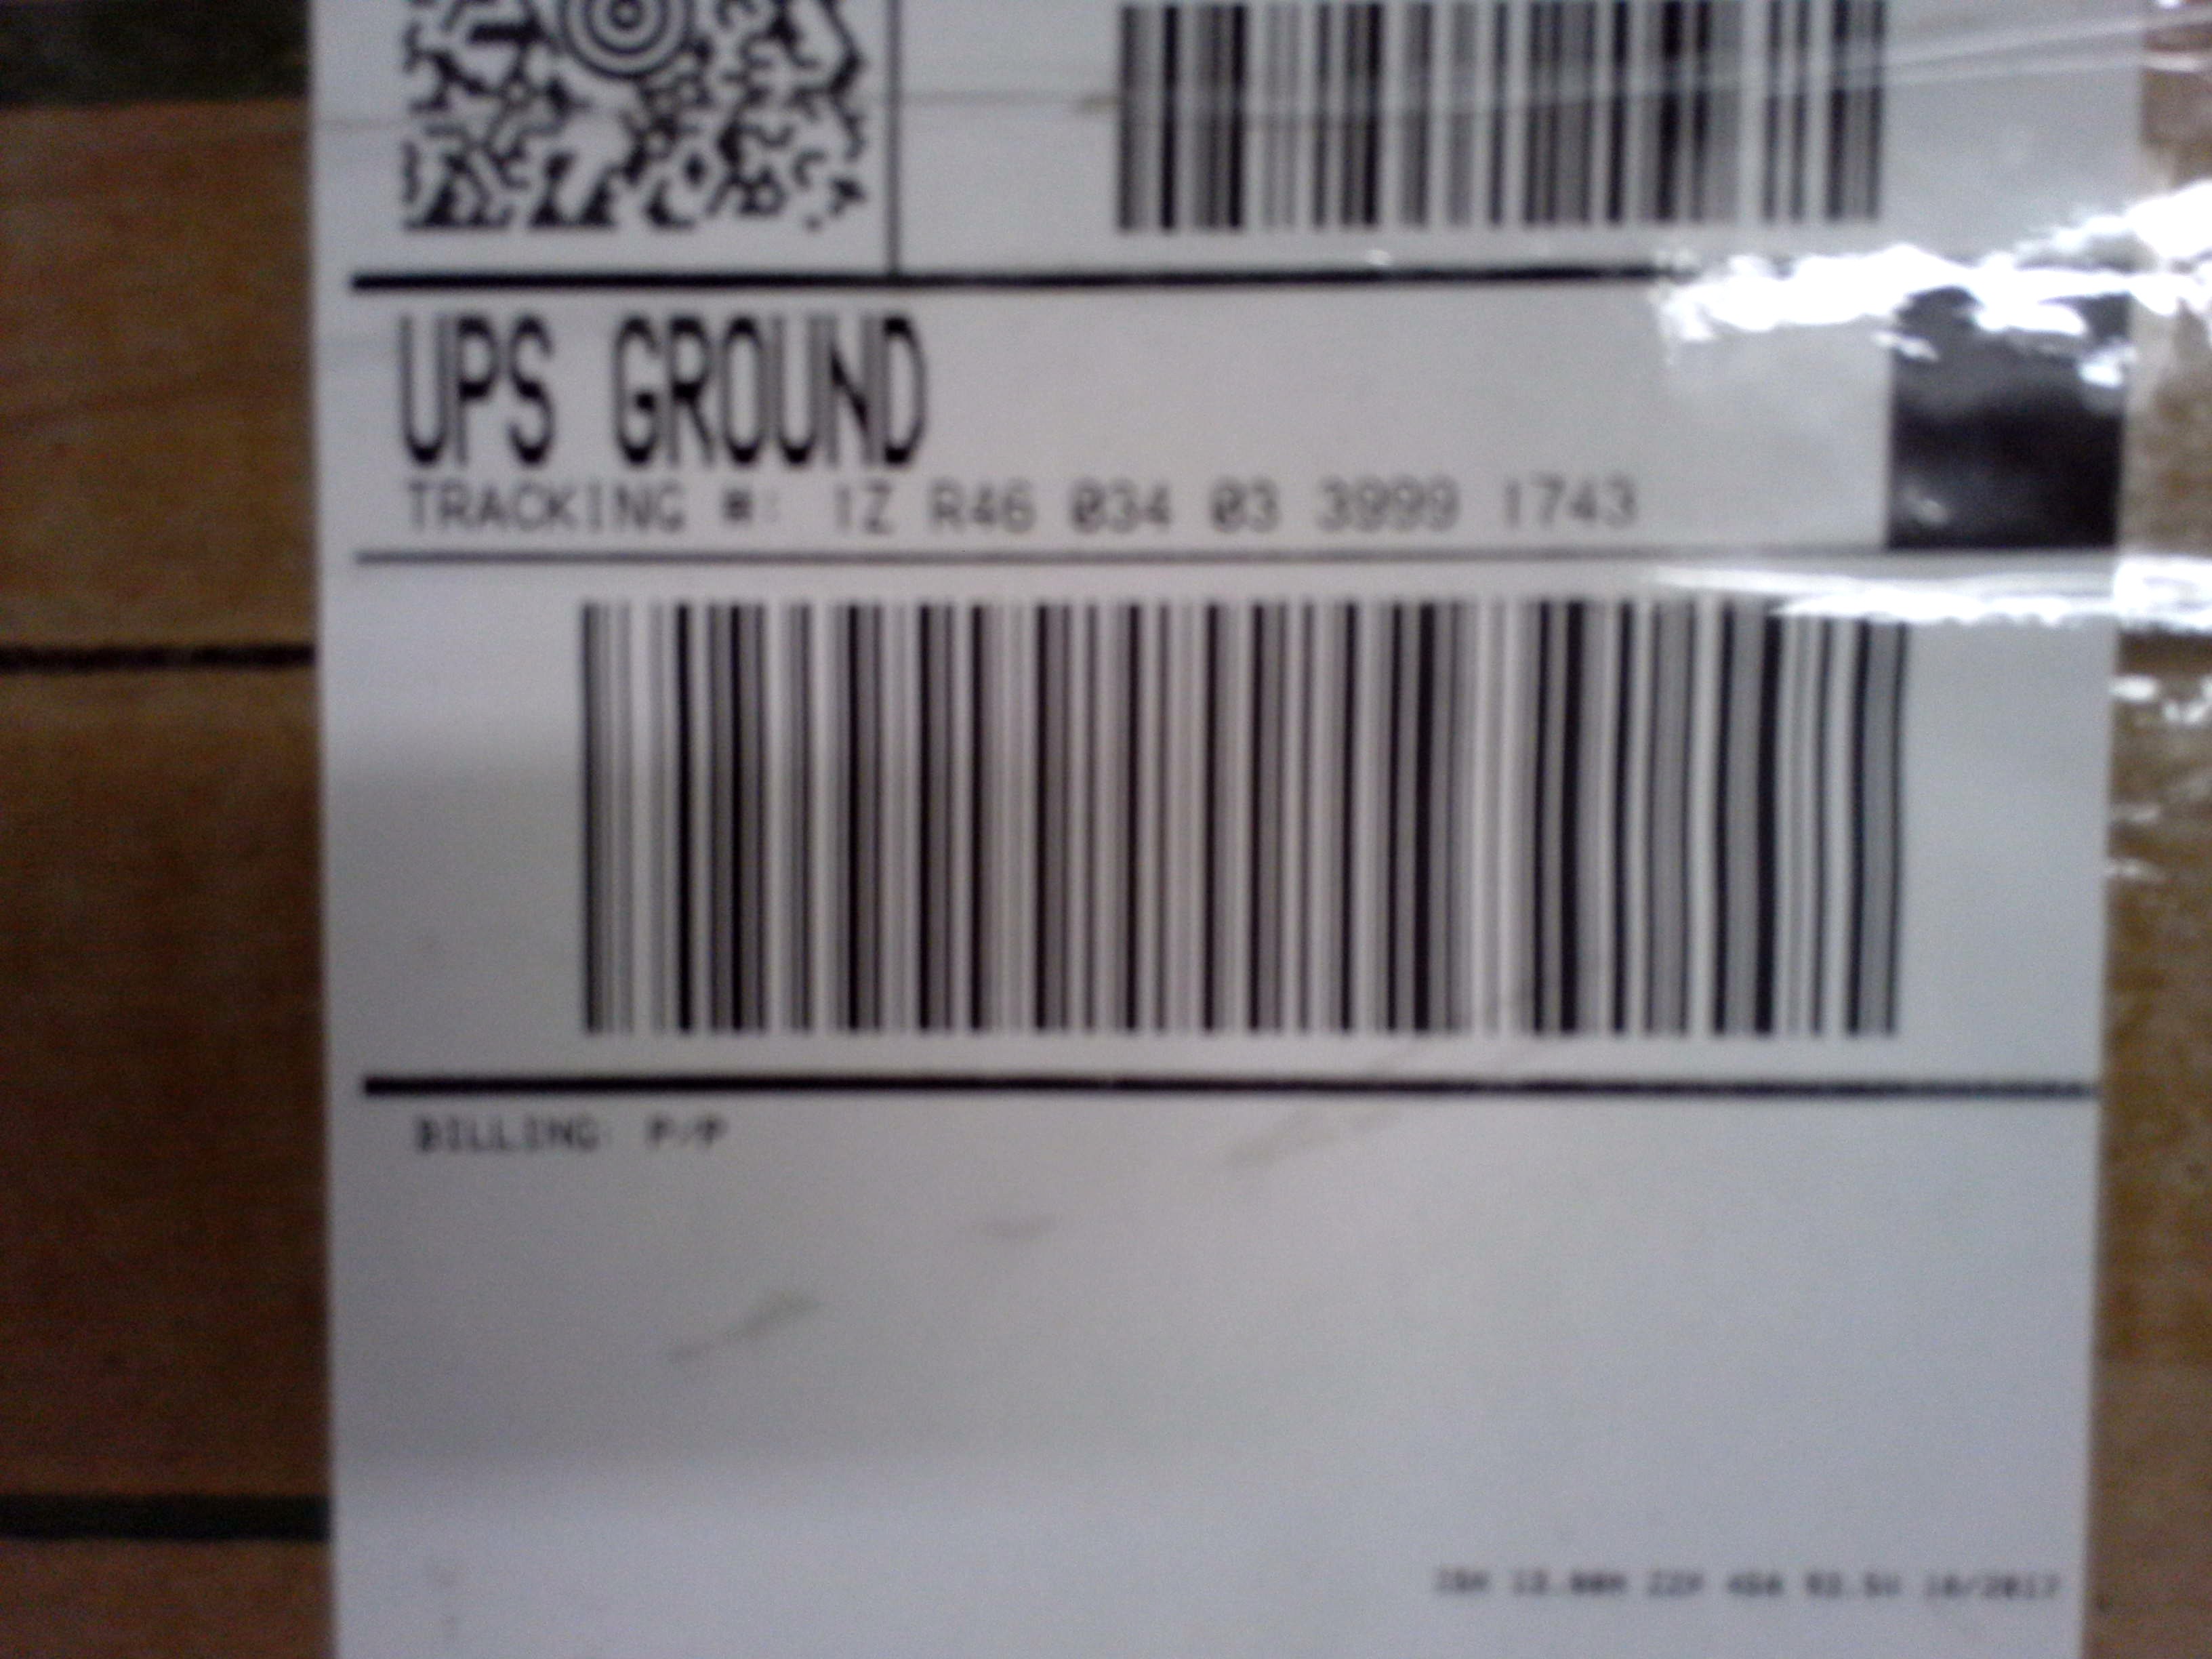 UPS GROUND
TRACKING #: 1Z R46 034 03 3999 1743
BILLING: P/P